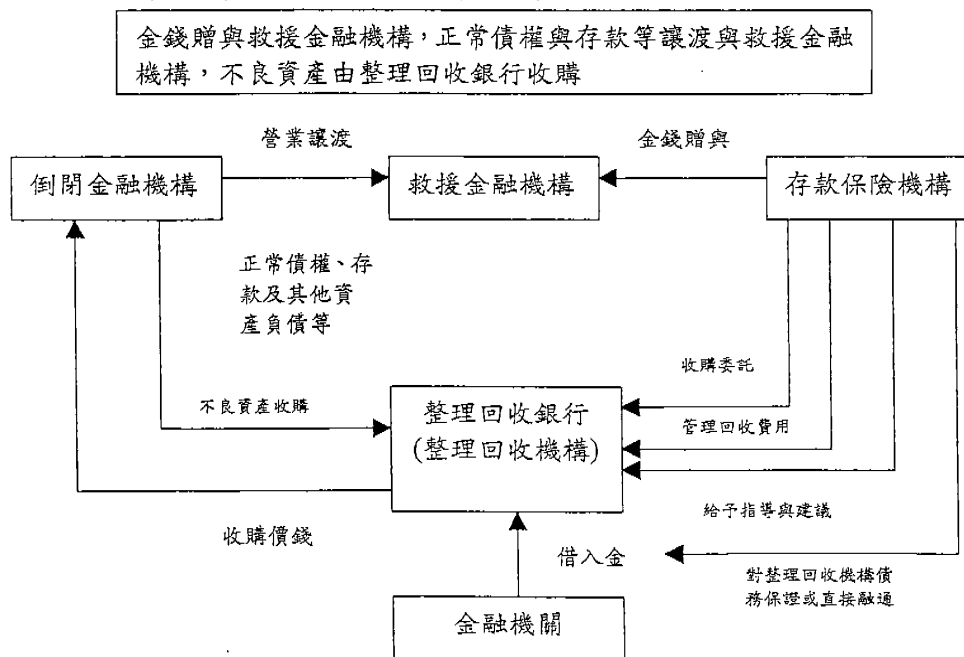 金錢贈與救援金融機構，正常債權與存款等讓渡與救援金融
機構，不良資產由整理回收銀行收購
營業讓渡
金錢贈與
倒閉金融機構
救援金融機構
存款保險機構
正常債權、存
款及其他資
產負債等
收購委託
不良資產收購
整理回收銀行
(整理回收機構)
管理回收費用
給予指導與建議
收購價錢
借入金
對整理回收機構債
務保證或直接融通
金融機關